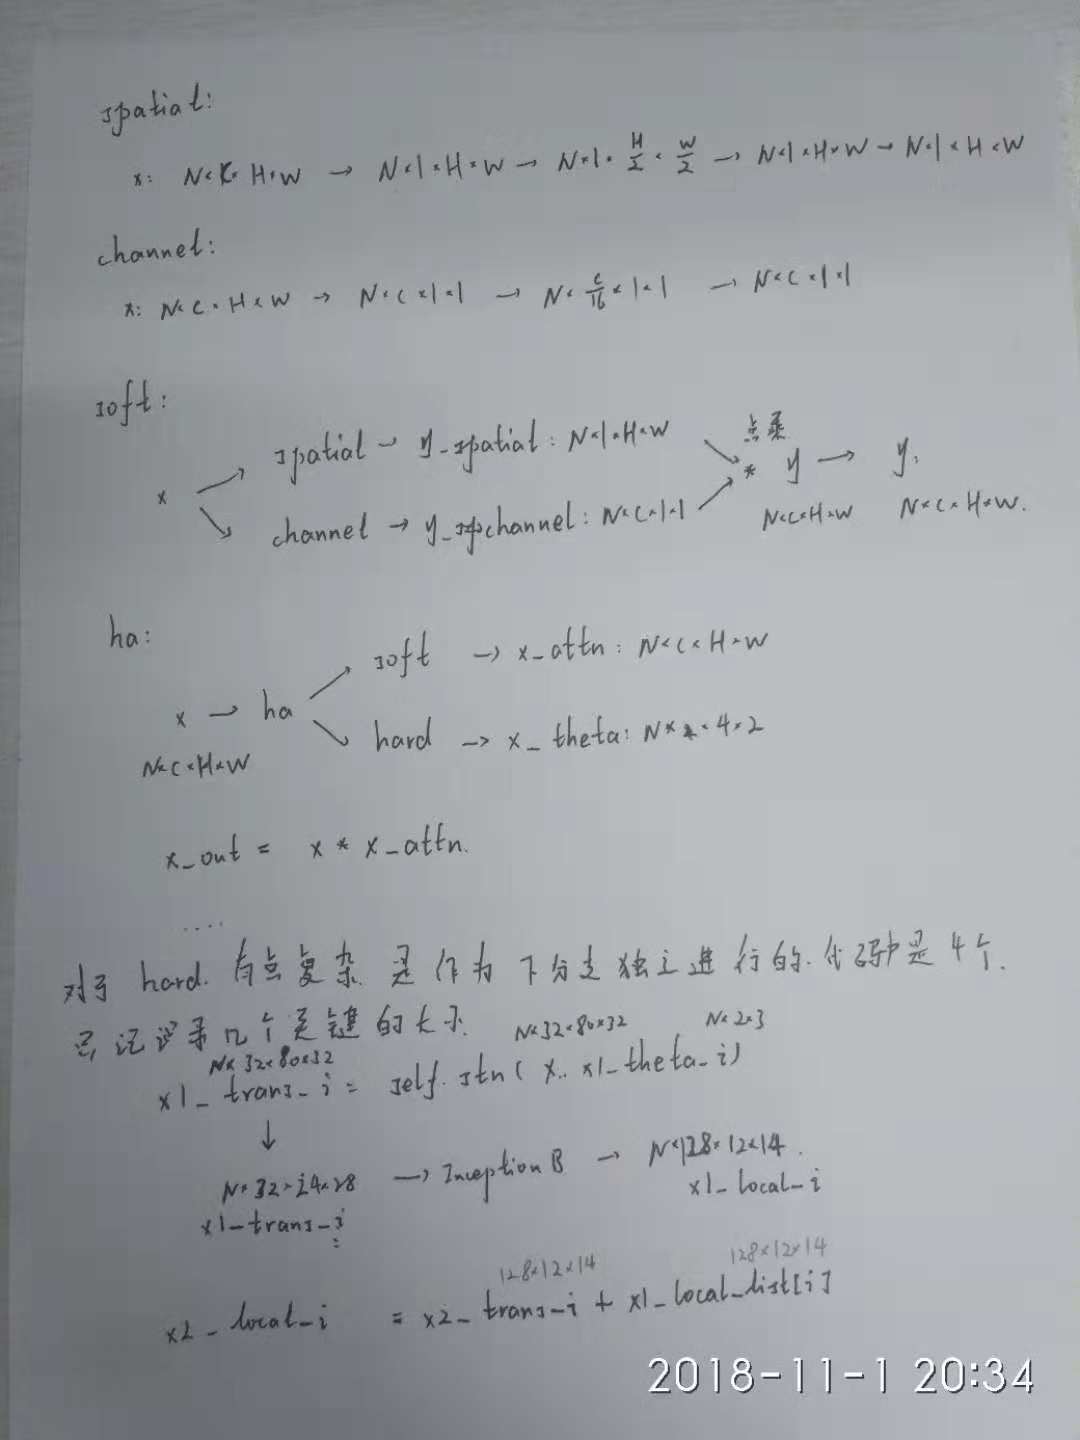 spatial:
x: N×C×H×W → N×1×H×W → N×1×H/2×W/2 → N×1×H×W → N×1×H×W
channel:
x: N×C×H×W → N×C×1×1 → N×C/16×1×1 → N×C×1×1
soft:
点乘
spatial → y_spatial: N×1×H×W
x * y → y.
channel → y_channel: N×C×1×1 N×C×H×W N×C×H×W.
ha:
soft → x_attn: N×C×H×W
x → ha
hard → x_theta: N×4×2
N×C×H×W
x_out = x * x_attn.
....
对于 hard. 有点复杂. 是作为下分支独立进行的. 代码中是4个.
只记录几个关键的大小.
N×32×80×32 N×32×80×32 N×2×3
x1_trans_i = self.stn(x, x1_theta_i)
↓
N×32×24×28 → Inception B → N×128×12×14.
x1_trans_i x1_local_i
128×12×14 128×12×14
x2_local_i = x2_trans_i + x1_local_list[i]
2018-11-1 20:34